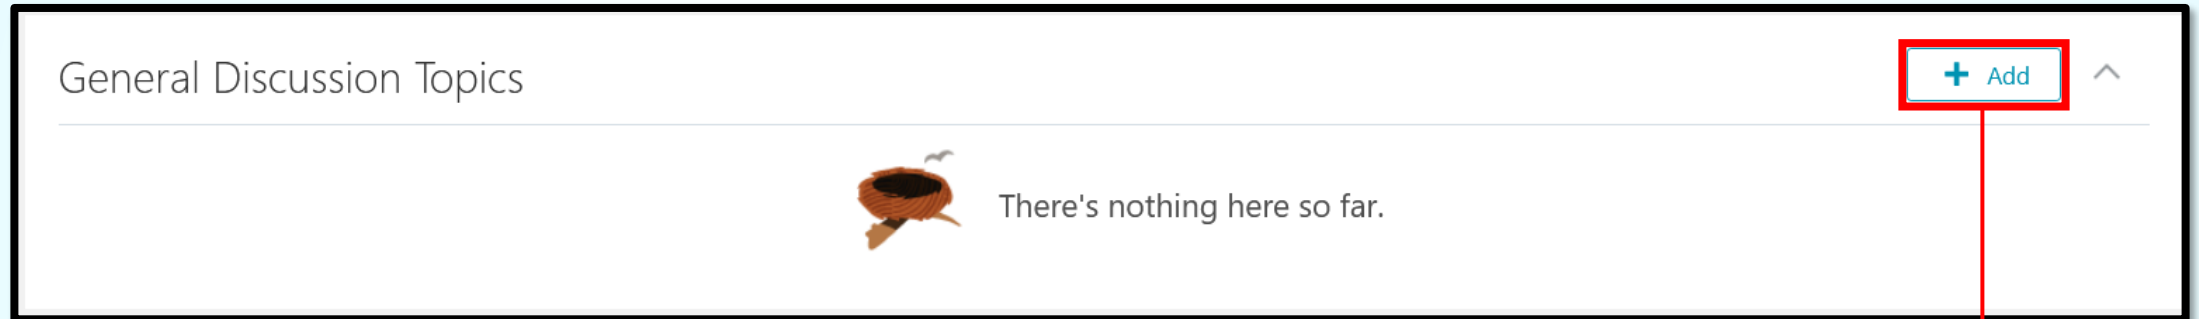 General Discussion Topics
+ Add
There's nothing here so far.